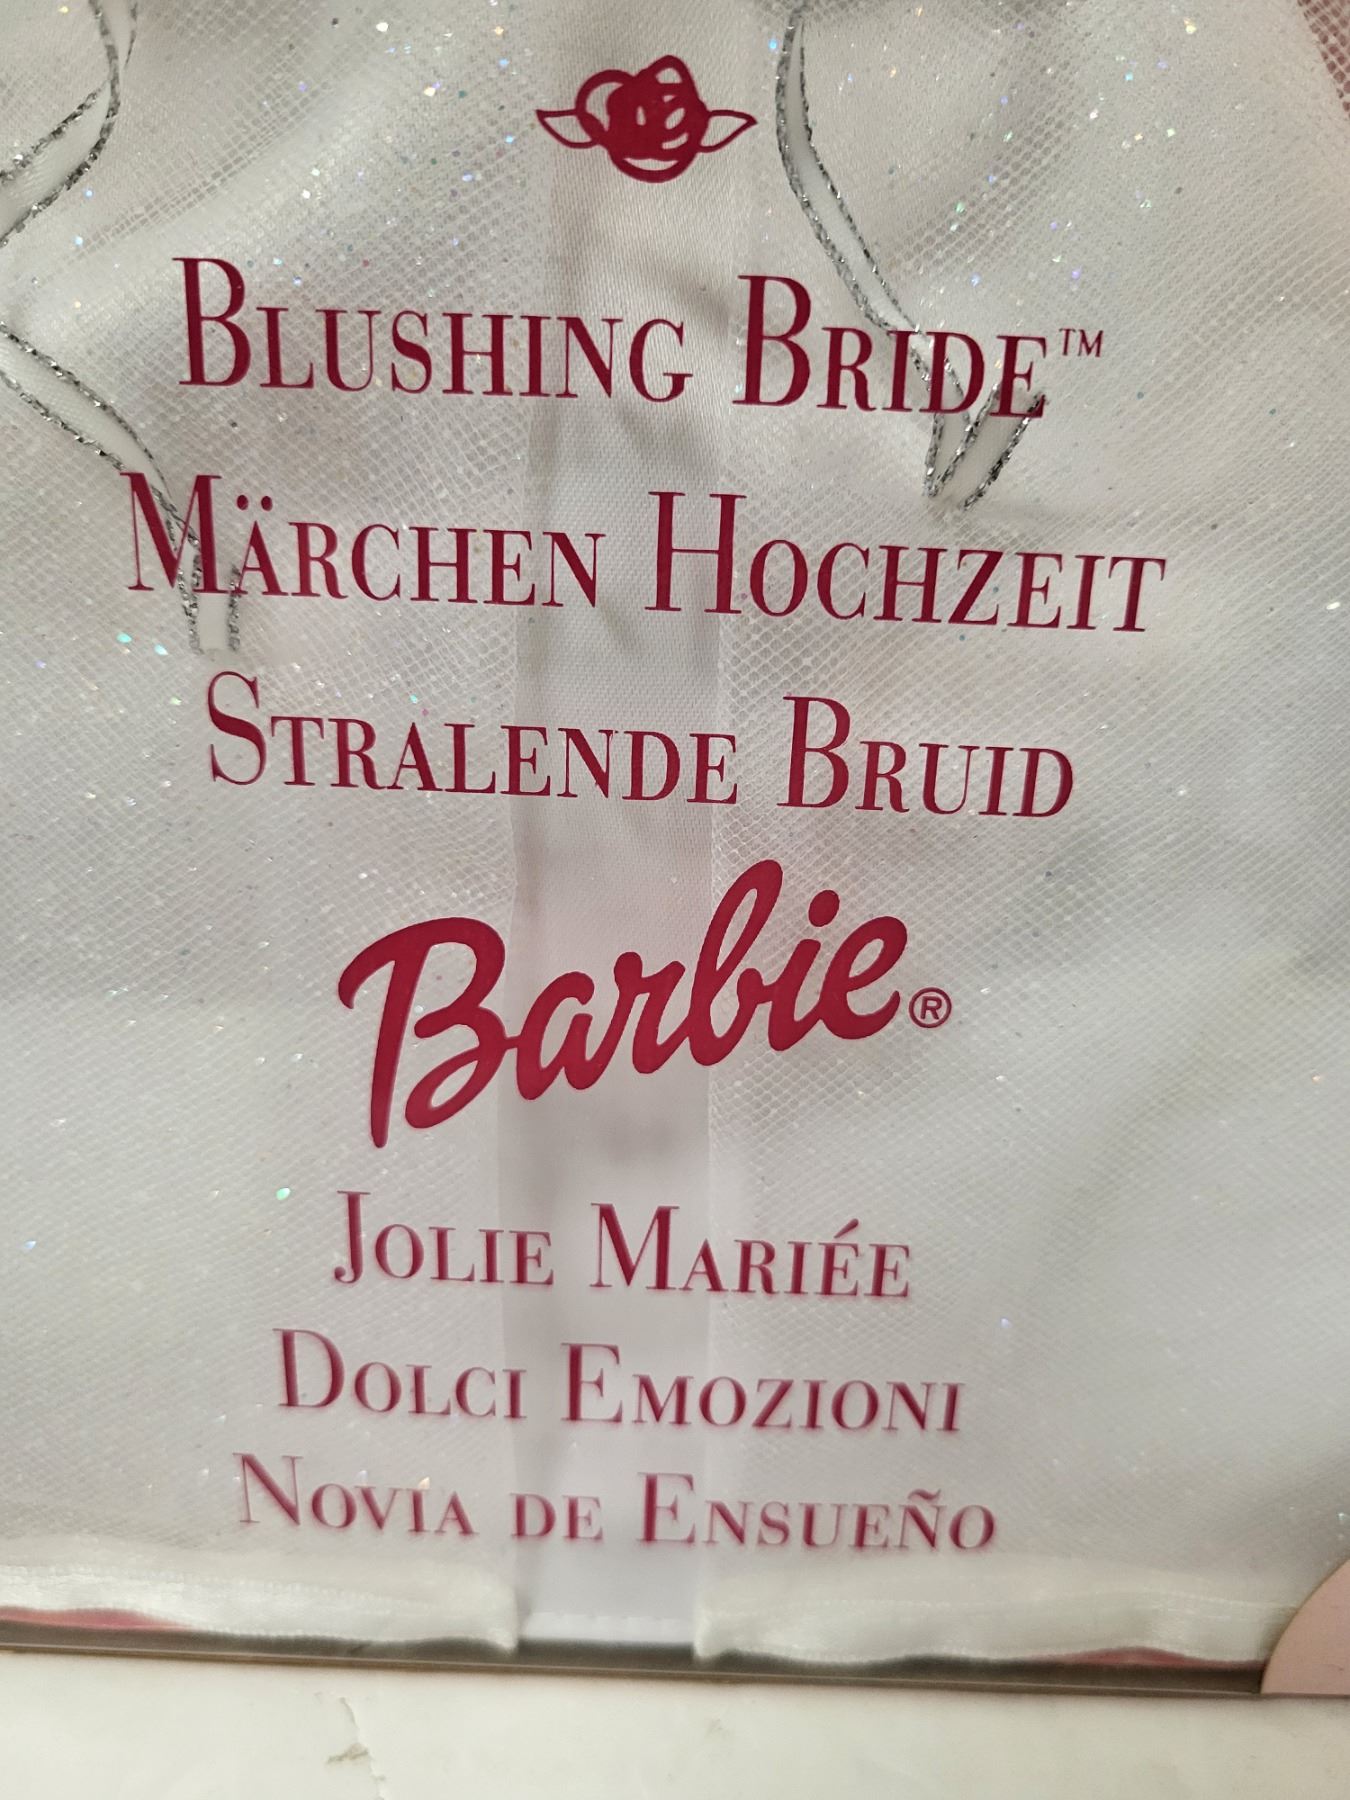 BLUSHING BRIDE™
MÄRCHEN HOCHZEIT
STRALENDE BRUID
Barbie®
JOLIE MARIÉE
DOLCI EMOZIONI
NOVIA DE ENSUEÑO